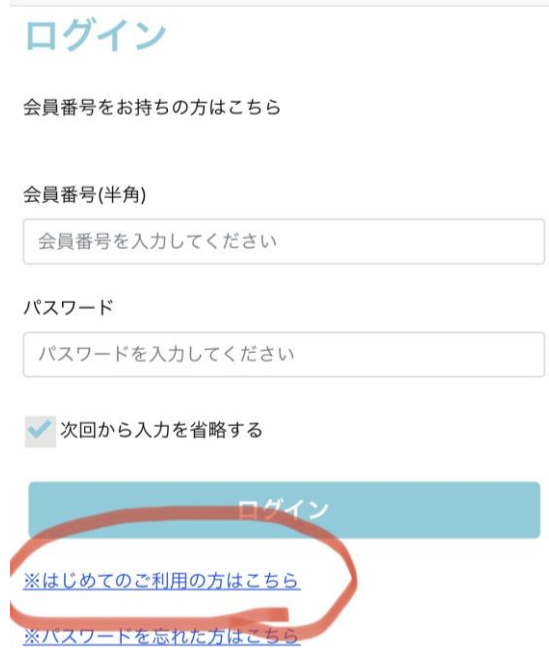 ログイン
会員番号をお持ちの方はこちら
会員番号(半角)
会員番号を入力してください
パスワード
パスワードを入力してください
次回から入力を省略する
ログイン
※はじめてのご利用の方はこちら
※パスワードを忘れた方はこちら